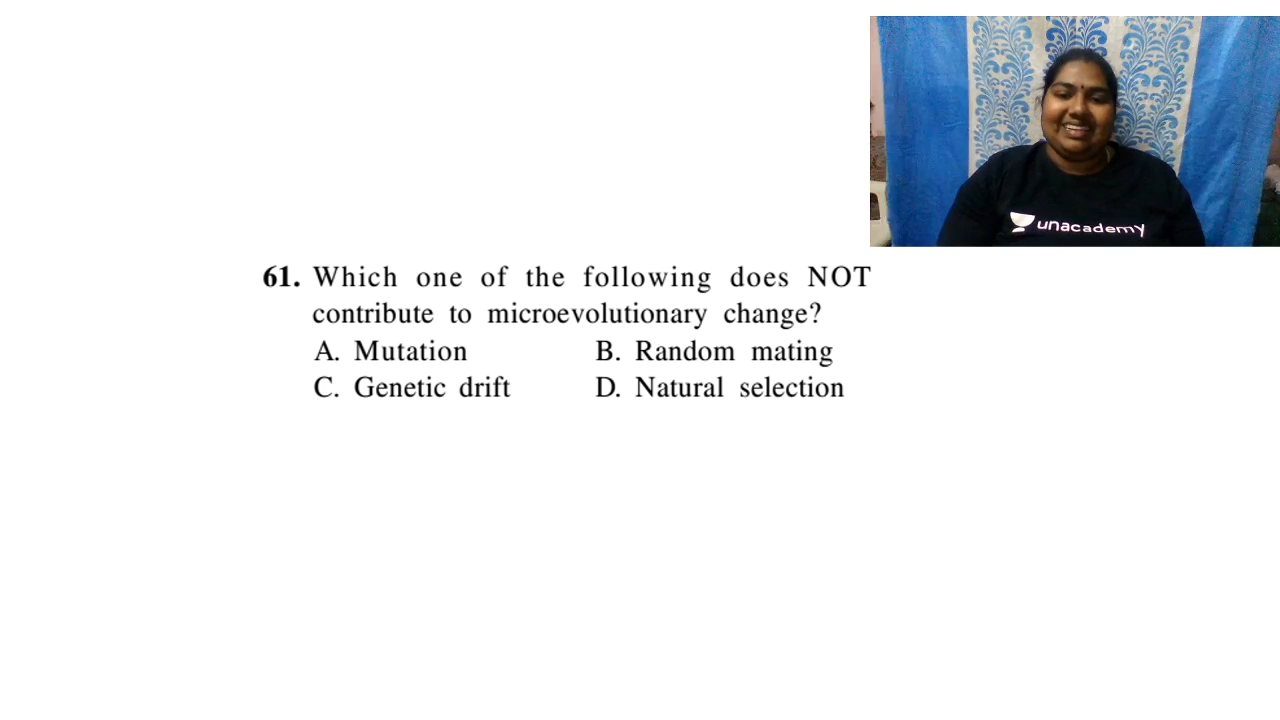 unacademy
61. Which one of the following does NOT
contribute to microevolutionary change?
A. Mutation B. Random mating
C. Genetic drift D. Natural selection